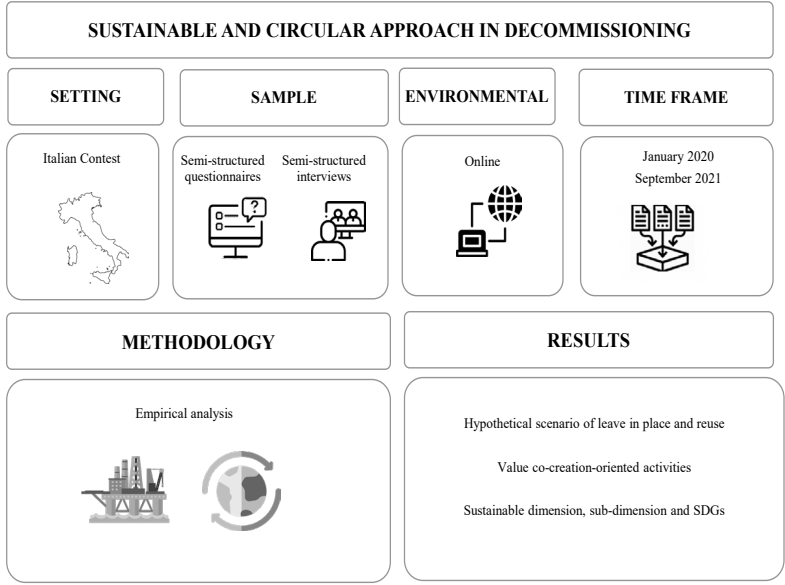 SUSTAINABLE AND CIRCULAR APPROACH IN DECOMMISSIONING
SETTING
SAMPLE
ENVIRONMENTAL
TIME FRAME
Italian Contest
Semi-structured
questionnaires
Semi-structured
interviews
?
Online
January 2020
September 2021
METHODOLOGY
RESULTS
Empirical analysis
Hypothetical scenario of leave in place and reuse
Value co-creation-oriented activities
Sustainable dimension, sub-dimension and SDGs